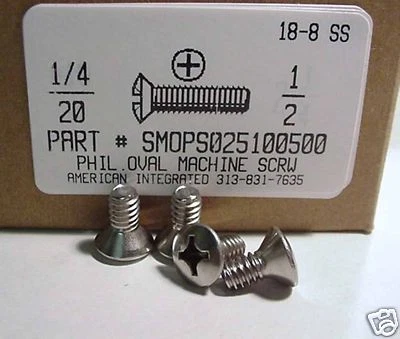 18-8 SS
1/4
20
1
2
PART # SMOPS025100500
PHIL.OVAL MACHINE SCRW
AMERICAN INTEGRATED 313-831-7635
ebY